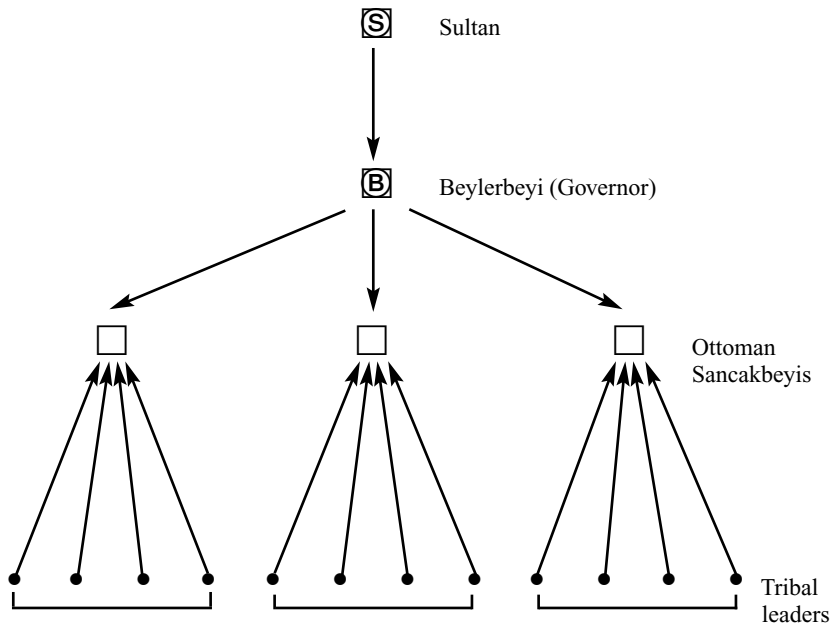 S
Sultan
B
Beylerbeyi (Governor)
Ottoman
Sancakbeyis
Tribal
leaders